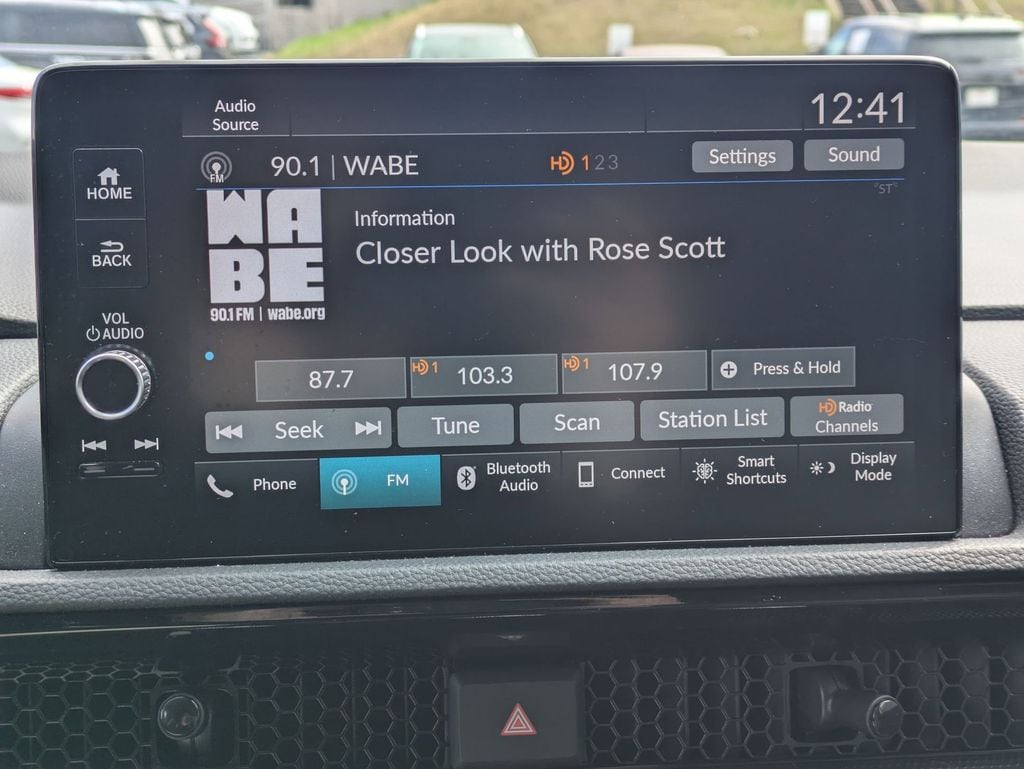 Audio
Source
12:41
FM
90.1 | WABE
HD 1 2 3
Settings
Sound
ST
HOME
BACK
VOL
AUDIO
WABE
90.1 FM | wabe.org
Information
Closer Look with Rose Scott
87.7
HD 1
103.3
HD 1
107.9
Press & Hold
Seek
Tune
Scan
Station List
HD Radio
Channels
Phone
FM
Bluetooth
Audio
Connect
Smart
Shortcuts
Display
Mode